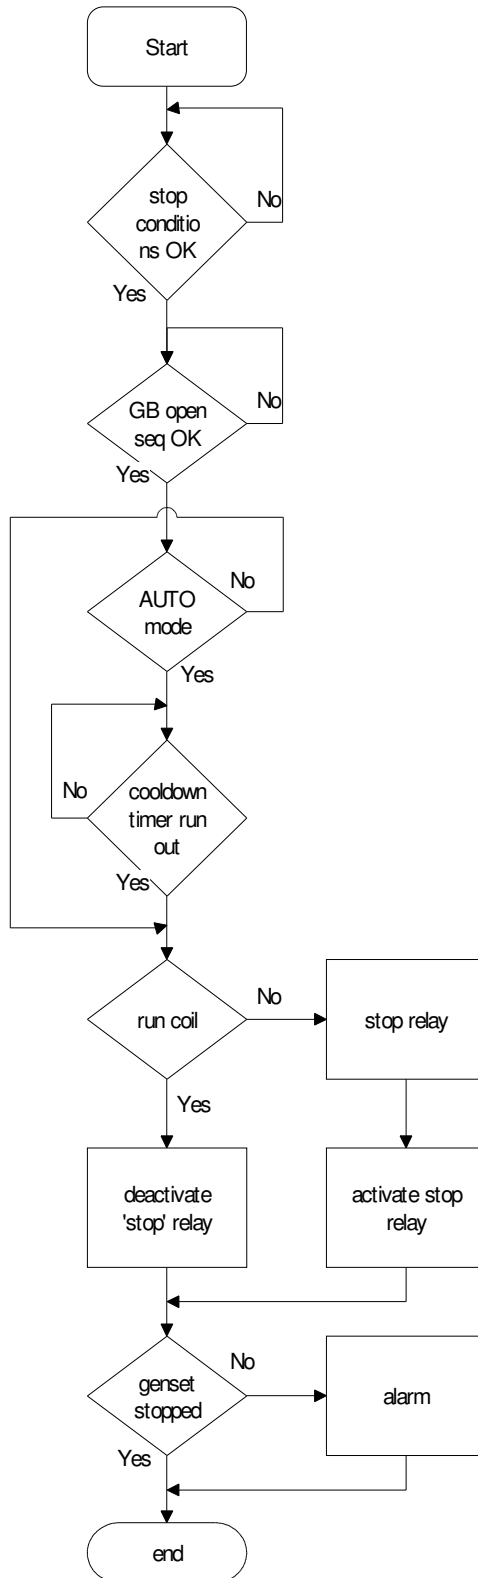 Start
No
stop
conditio
ns OK
Yes
No
GB open
seq OK
Yes
No
AUTO
mode
Yes
No
cooldown
timer run
out
Yes
No
run coil
stop relay
Yes
deactivate
'stop' relay
activate stop
relay
No
genset
stopped
alarm
Yes
end